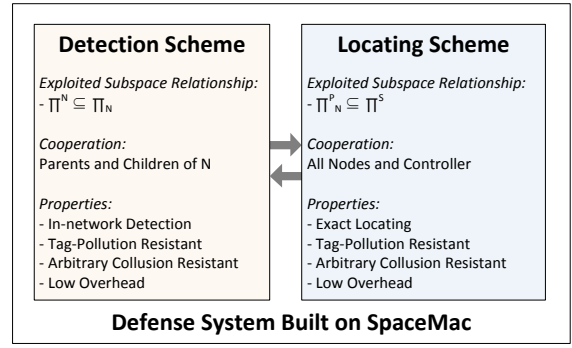 Detection Scheme
Exploited Subspace Relationship:
- ∏^N ⊆ ∏_N
Cooperation:
Parents and Children of N
Properties:
- In-network Detection
- Tag-Pollution Resistant
- Arbitrary Collusion Resistant
- Low Overhead
Locating Scheme
Exploited Subspace Relationship:
- ∏^P_N ⊆ ∏^S
Cooperation:
All Nodes and Controller
Properties:
- Exact Locating
- Tag-Pollution Resistant
- Arbitrary Collusion Resistant
- Low Overhead
Defense System Built on SpaceMac